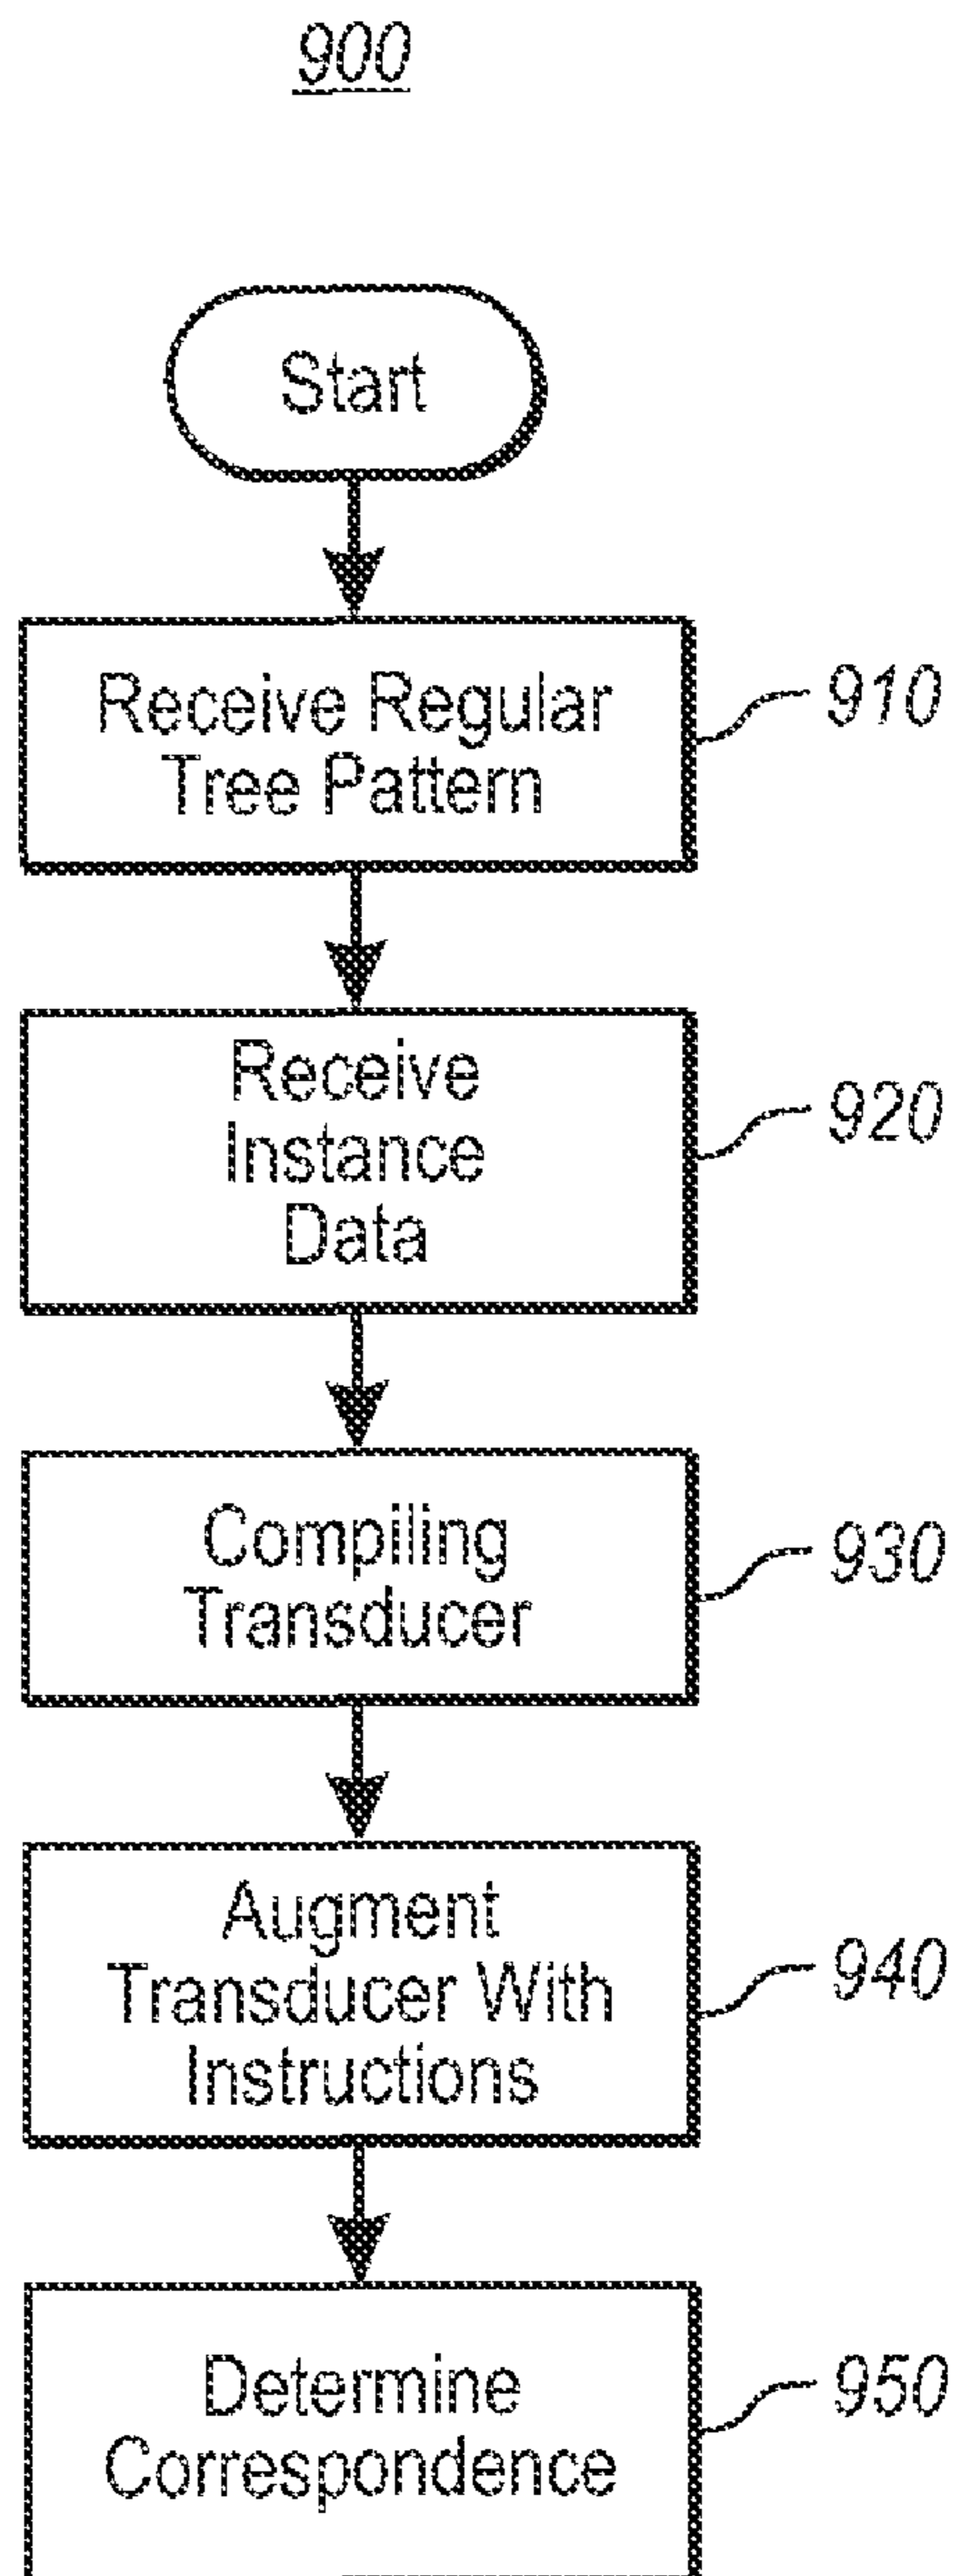 900
Start
Receive Regular
Tree Pattern
910
Receive
Instance
Data
920
Compiling
Transducer
930
Augment
Transducer With
Instructions
940
Determine
Correspondence
950